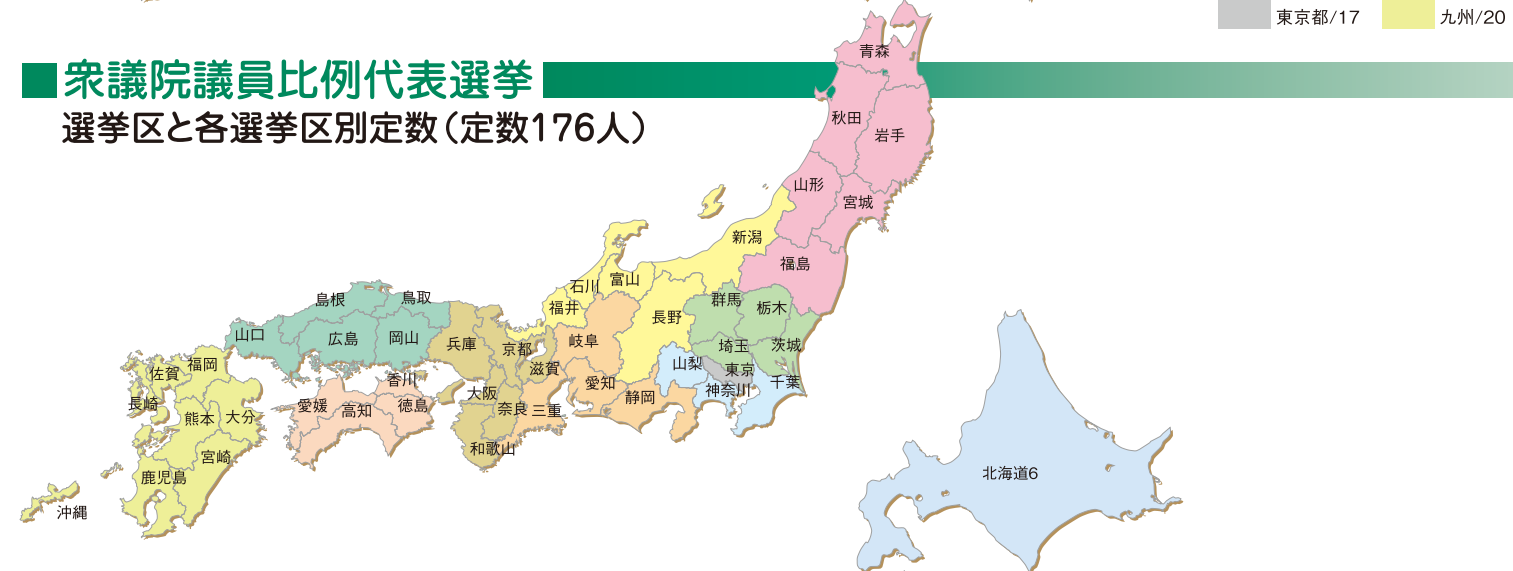 東京都/17
九州/20
衆議院議員比例代表選挙
選挙区と各選挙区別定数(定数176人)
青森
秋田
岩手
山形
宮城
新潟
福島
石川
富山
福井
群馬
栃木
島根
鳥取
長野
山口
広島
岡山
兵庫
京都
岐阜
埼玉
茨城
滋賀
山梨
東京
佐賀
福岡
香川
大阪
愛知
神奈川
千葉
長崎
愛媛
高知
徳島
奈良
三重
静岡
熊本
大分
和歌山
宮崎
鹿児島
北海道6
沖縄